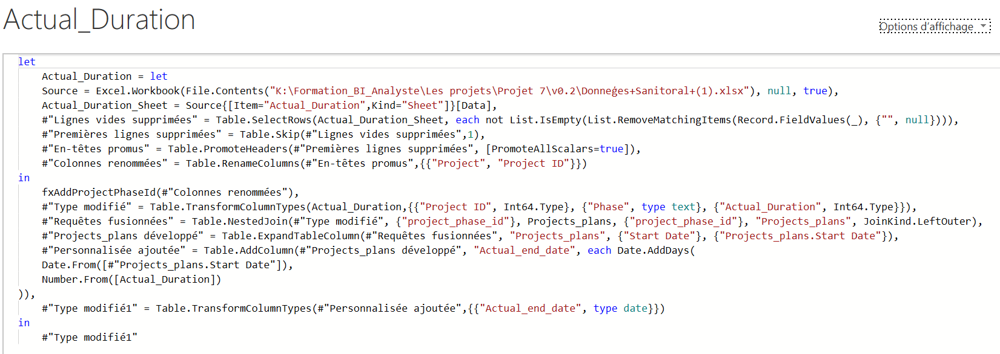 Actual_Duration
Options d’affichage
let
Actual_Duration = let
Source = Excel.Workbook(File.Contents("K:\Formation_BI_Analyste\Les projets\Projet 7\v0.2\Donneģes+Sanitoral+(1).xlsx"), null, true),
Actual_Duration_Sheet = Source{[Item="Actual_Duration",Kind="Sheet"]}[Data],
#"Lignes vides supprimées" = Table.SelectRows(Actual_Duration_Sheet, each not List.IsEmpty(List.RemoveMatchingItems(Record.FieldValues(_), {"", null}))),
#"Premières lignes supprimées" = Table.Skip(#"Lignes vides supprimées",1),
#"En-têtes promus" = Table.PromoteHeaders(#"Premières lignes supprimées", [PromoteAllScalars=true]),
#"Colonnes renommées" = Table.RenameColumns(#"En-têtes promus",{{"Project", "Project ID"}})
in
fxAddProjectPhaseId(#"Colonnes renommées"),
#"Type modifié" = Table.TransformColumnTypes(Actual_Duration,{{"Project ID", Int64.Type}, {"Phase", type text}, {"Actual_Duration", Int64.Type}}),
#"Requêtes fusionnées" = Table.NestedJoin(#"Type modifié", {"project_phase_id"}, Projects_plans, {"project_phase_id"}, "Projects_plans", JoinKind.LeftOuter),
#"Projects_plans développé" = Table.ExpandTableColumn(#"Requêtes fusionnées", "Projects_plans", {"Start Date"}, {"Projects_plans.Start Date"}),
#"Personnalisée ajoutée" = Table.AddColumn(#"Projects_plans développé", "Actual_end_date", each Date.AddDays(
Date.From([#"Projects_plans.Start Date"]),
Number.From([Actual_Duration])
)),
#"Type modifié1" = Table.TransformColumnTypes(#"Personnalisée ajoutée",{{"Actual_end_date", type date}})
in
#"Type modifié1"